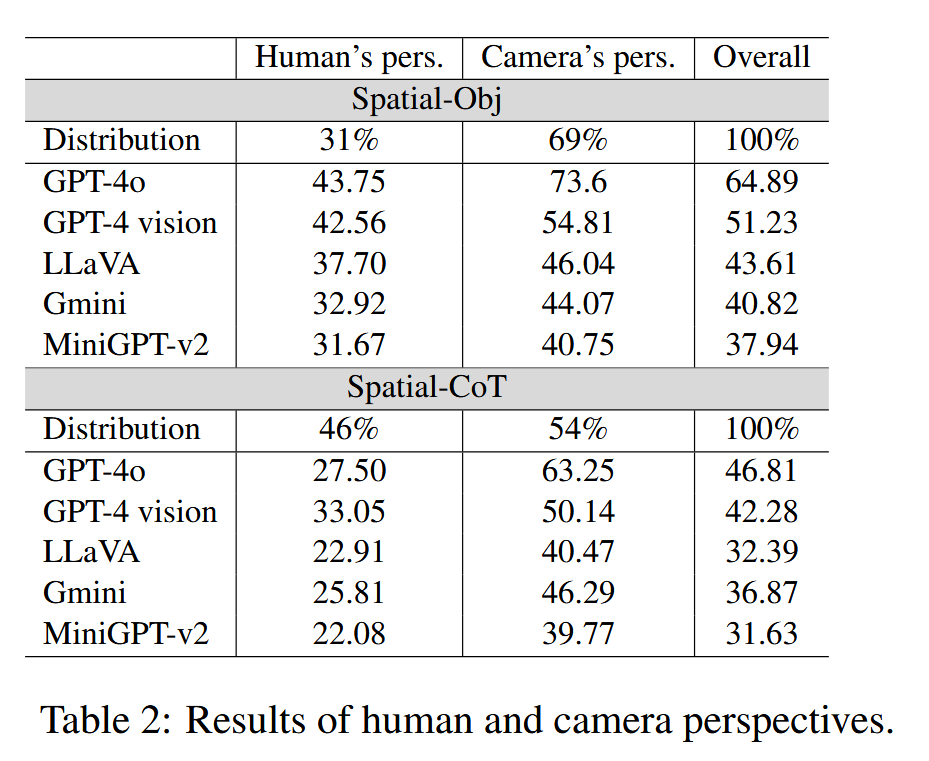 Human's pers. Camera's pers. Overall
Spatial-Obj
Distribution 31% 69% 100%
GPT-4o 43.75 73.6 64.89
GPT-4 vision 42.56 54.81 51.23
LLaVA 37.70 46.04 43.61
Gmini 32.92 44.07 40.82
MiniGPT-v2 31.67 40.75 37.94
Spatial-CoT
Distribution 46% 54% 100%
GPT-4o 27.50 63.25 46.81
GPT-4 vision 33.05 50.14 42.28
LLaVA 22.91 40.47 32.39
Gmini 25.81 46.29 36.87
MiniGPT-v2 22.08 39.77 31.63
Table 2: Results of human and camera perspectives.